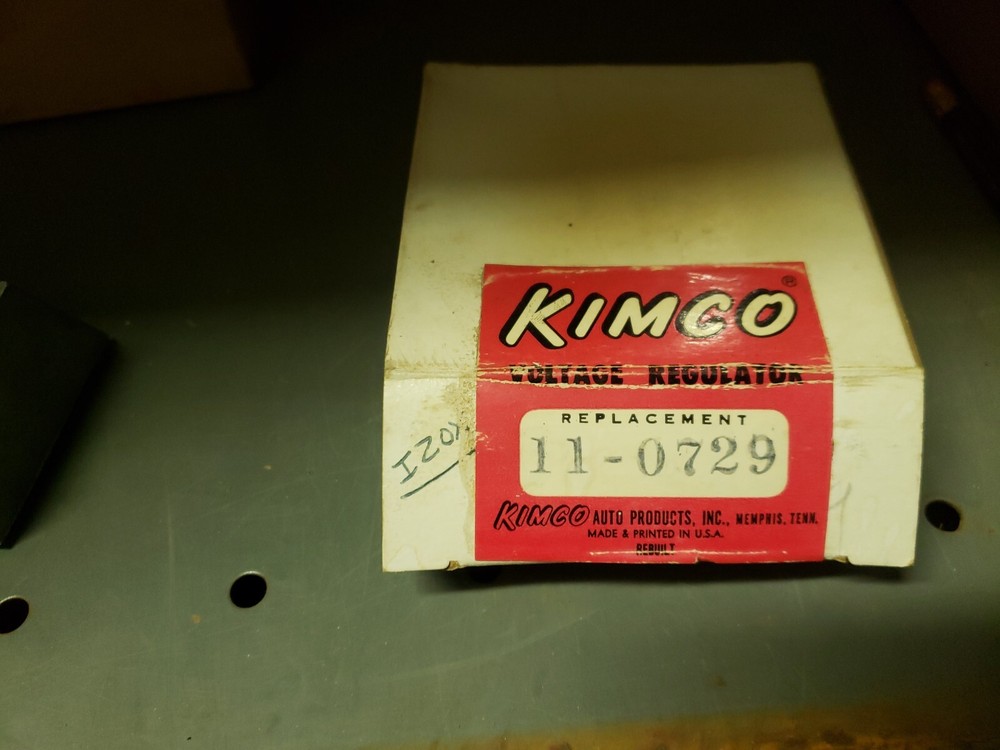 KIMCO®
VOLTAGE REGULATOR
REPLACEMENT
11-0729
KIMCO AUTO PRODUCTS, INC., MEMPHIS, TENN.
MADE & PRINTED IN U.S.A.
REBUILT